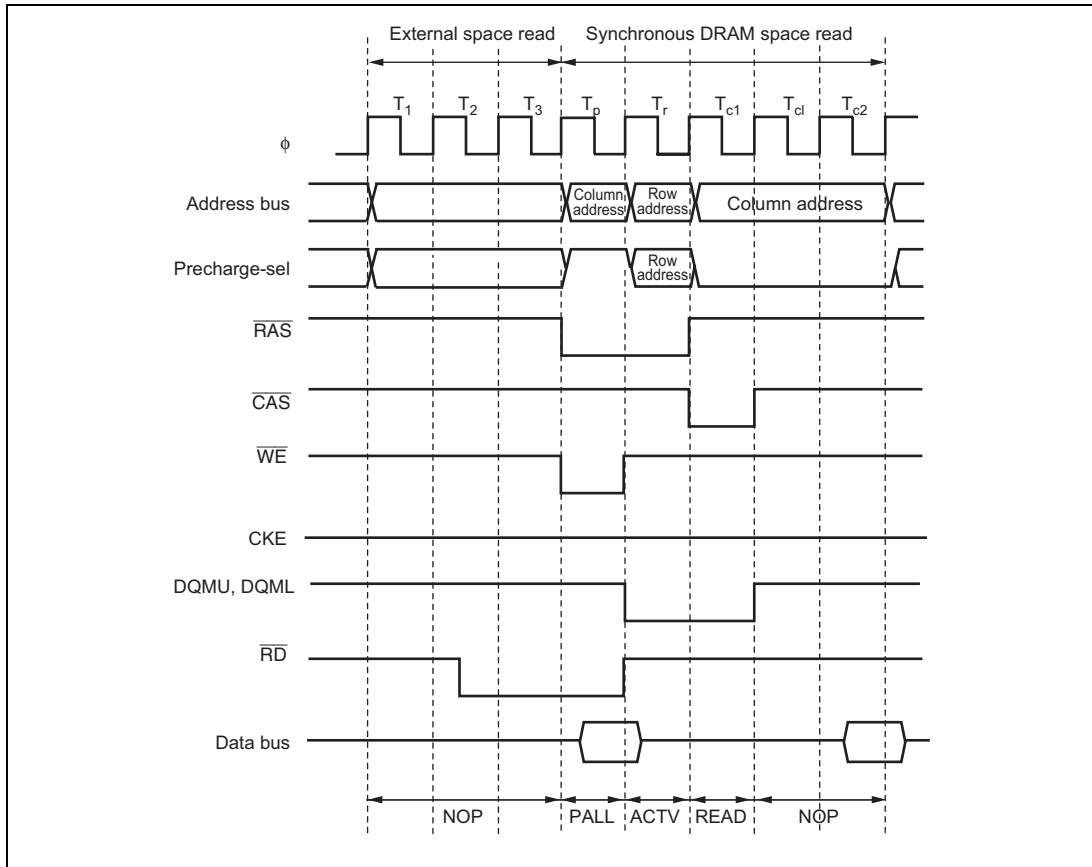 External space read Synchronous DRAM space read
T1 T2 T3 Tp Tr Tc1 Tcl Tc2
ϕ
Address bus
Column address
Row address
Column address
Precharge-sel
Row address
RAS
CAS
WE
CKE
DQMU, DQML
RD
Data bus
NOP PALL ACTV READ NOP